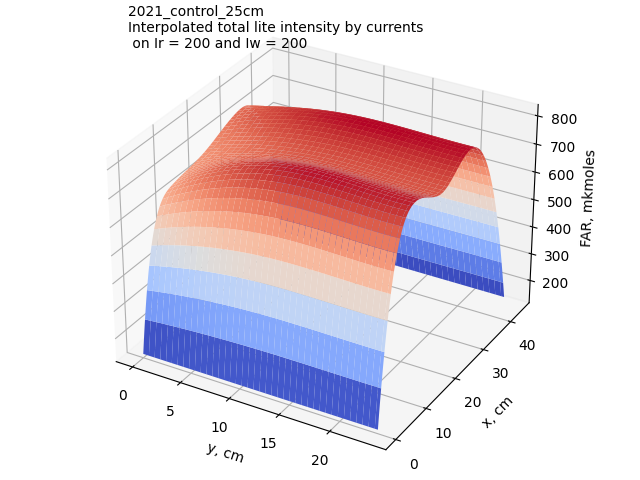 2021_control_25cm
Interpolated total lite intensity by currents
on Ir = 200 and Iw = 200
800
700
600
500
400
300
200
FAR, mkmoles
0
5
10
15
20
y, cm
0
10
20
30
40
x, cm